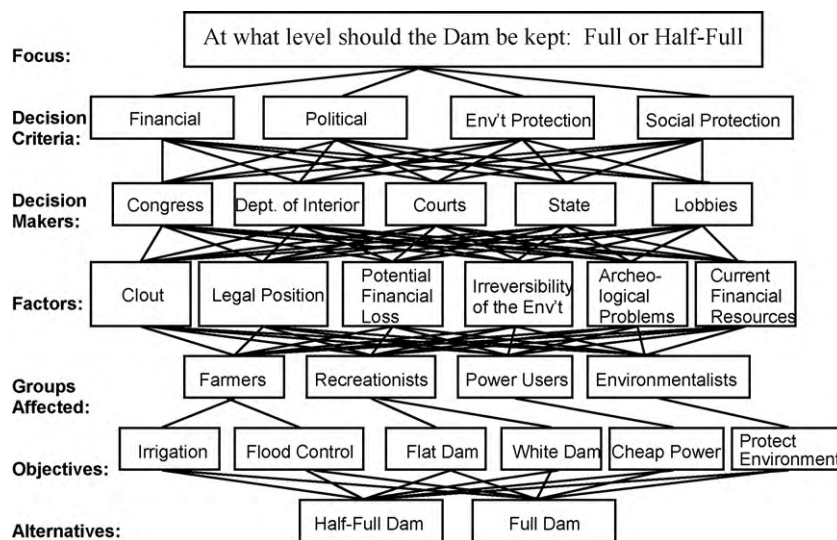 At what level should the Dam be kept: Full or Half-Full
Focus:
Decision
Criteria:
Financial
Political
Env't Protection
Social Protection
Decision
Makers:
Congress
Dept. of Interior
Courts
State
Lobbies
Factors:
Clout
Legal Position
Potential
Financial
Loss
Irreversibility
of the Env't
Archeo-
logical
Problems
Current
Financial
Resources
Groups
Affected:
Farmers
Recreationists
Power Users
Environmentalists
Objectives:
Irrigation
Flood Control
Flat Dam
White Dam
Cheap Power
Protect
Environment
Alternatives:
Half-Full Dam
Full Dam